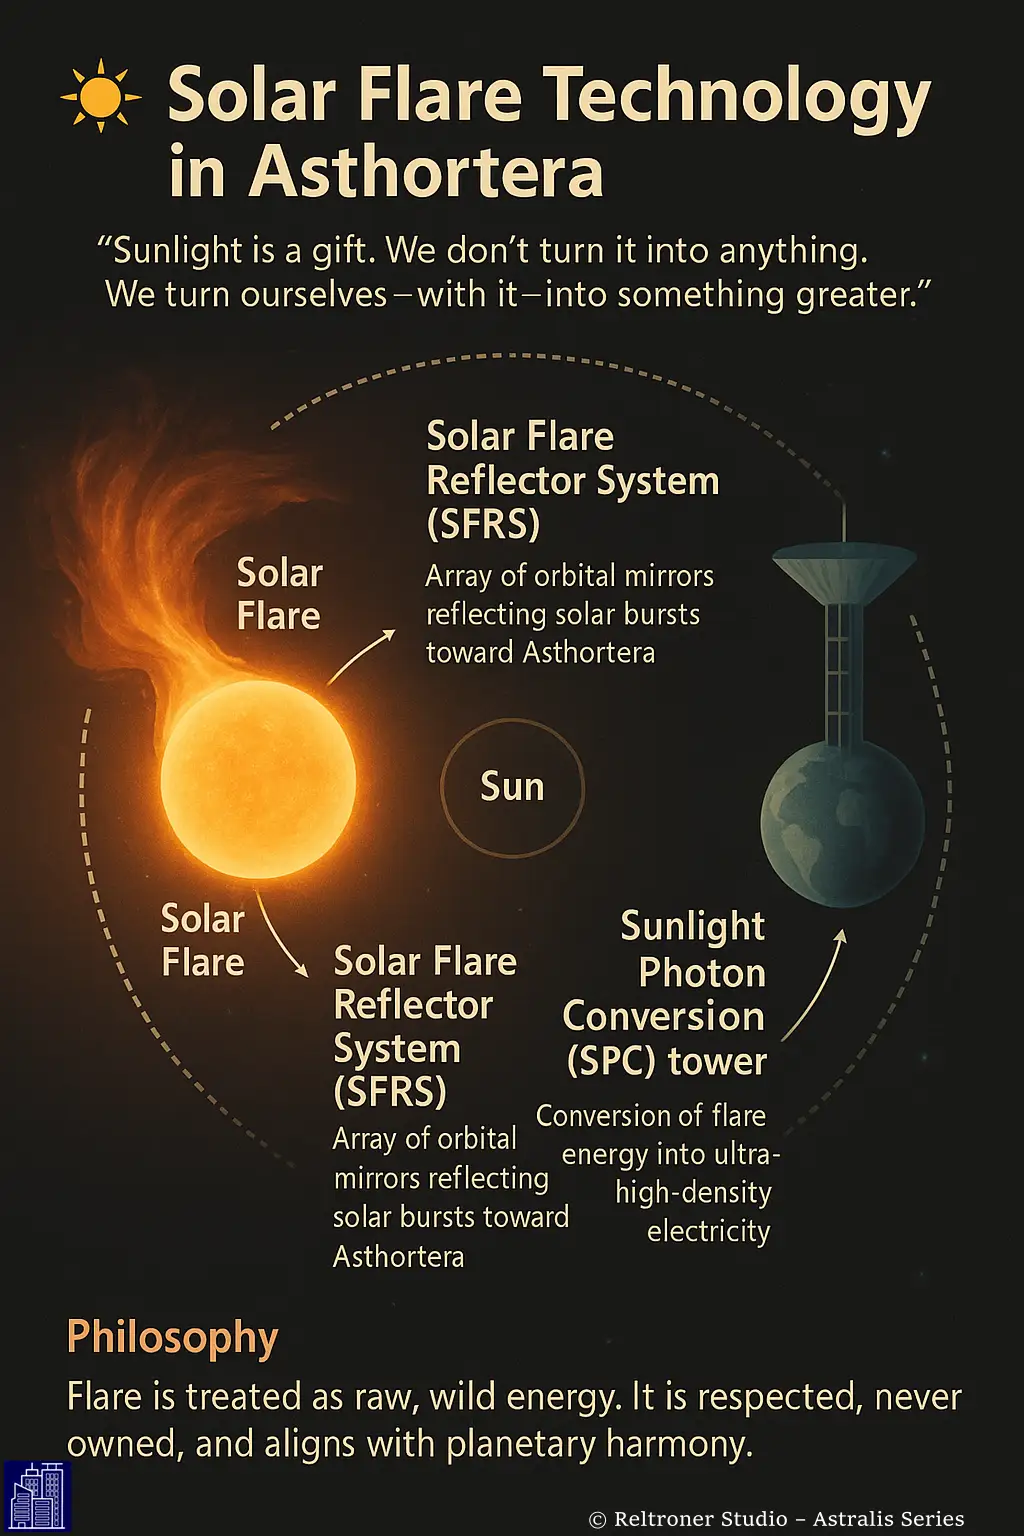 Solar Flare Technology
in Asthortera
“Sunlight is a gift. We don’t turn it into anything.
We turn ourselves–with it–into something greater.”
Solar Flare
Reflector System
(SFRS)
Array of orbital mirrors
reflecting solar bursts
toward Asthortera
Solar
Flare
Sun
Solar
Flare
Solar Flare
Reflector
System
(SFRS)
Array of orbital
mirrors reflecting
solar bursts toward
Asthortera
Sunlight
Photon
Conversion
(SPC) tower
Conversion of flare
energy into ultra-
high-density
electricity
Philosophy
Flare is treated as raw, wild energy. It is respected, never
owned, and aligns with planetary harmony.
© Reltroner Studio – Astralis Series